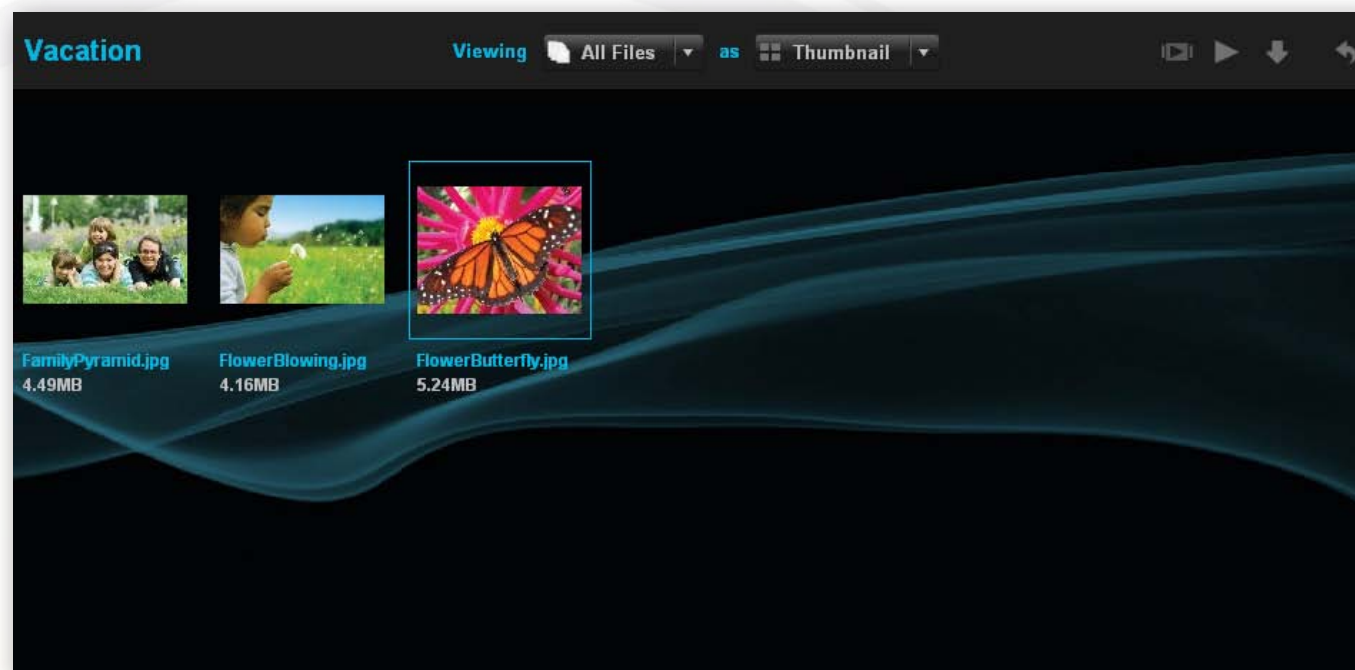 Vacation
Viewing All Files as Thumbnail
FamilyPyramid.jpg FlowerBlowing.jpg FlowerButterfly.jpg
4.49MB 4.16MB 5.24MB